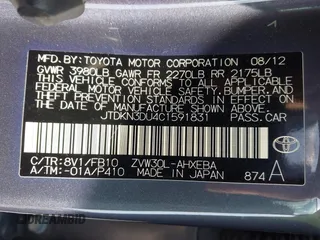 MFD.BY:TOYOTA MOTOR CORPORATION 08/12
GVWR 3980LB GAWR FR 2270LB RR 2175LB
THIS VEHICLE CONFORMS TO ALL APPLICABLE
FEDERAL MOTOR VEHICLE SAFETY, BUMPER, AND
THEFT PREVENTION STANDARDS IN EFFECT ON
THE DATE OF MANUFACTURE SHOWN ABOVE.
JTDKN3DU4C1591831 PASS.CAR
C/TR: 8V1/FB10 ZVW30L-AHXEBA
A/TM: -01A/P410 MADE IN JAPAN 874 A
DREAMBID